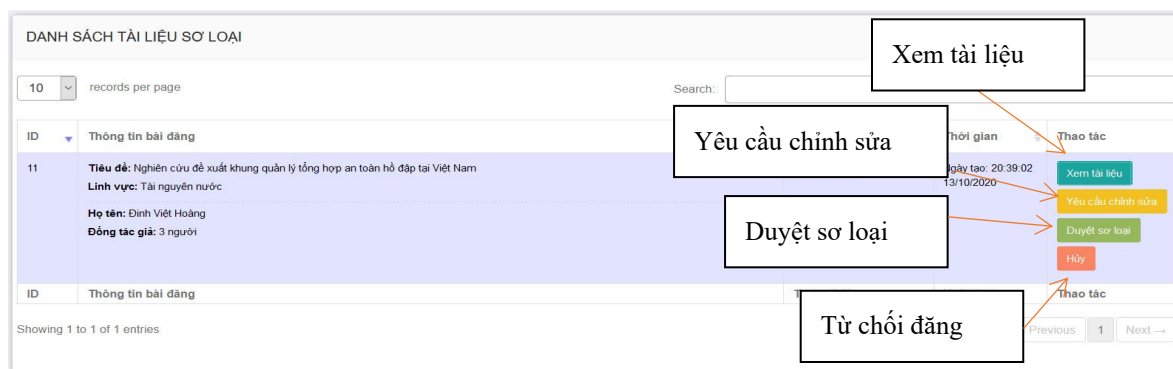 DANH SÁCH TÀI LIỆU SƠ LOẠI
Xem tài liệu
10 records per page
Search:
Yêu cầu chỉnh sửa
ID Thông tin bài đăng Thời gian Thao tác
11 Tiêu đề: Nghiên cứu đề xuất khung quản lý tổng hợp an toàn hồ đập tại Việt Nam
Ngày tạo: 20:39:02
13/10/2020
Xem tài liệu
Linh vực: Tài nguyên nước
Yêu cầu chỉnh sửa
Họ tên: Đinh Việt Hoàng
Đồng tác giả: 3 người
Duyệt sơ loại
Duyệt sơ loại
Hủy
ID Thông tin bài đăng Thao tác
Từ chối đăng
Showing 1 to 1 of 1 entries
Previous 1 Next→